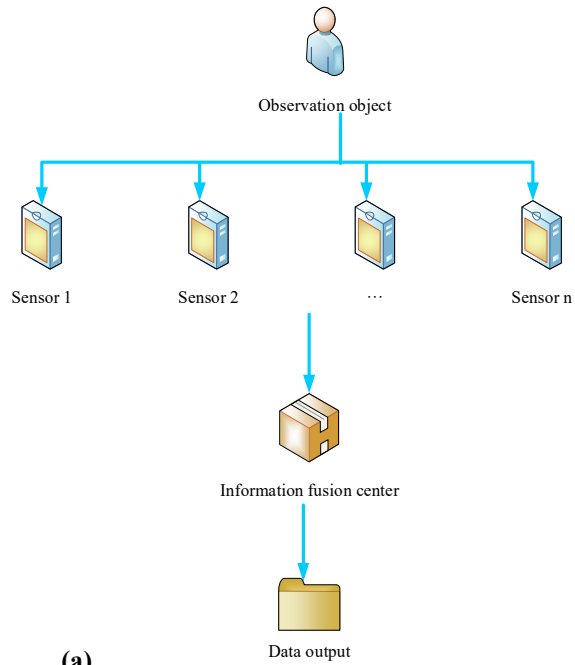 Observation object
Sensor 1
Sensor 2
…
Sensor n
Information fusion center
Data output
(a)